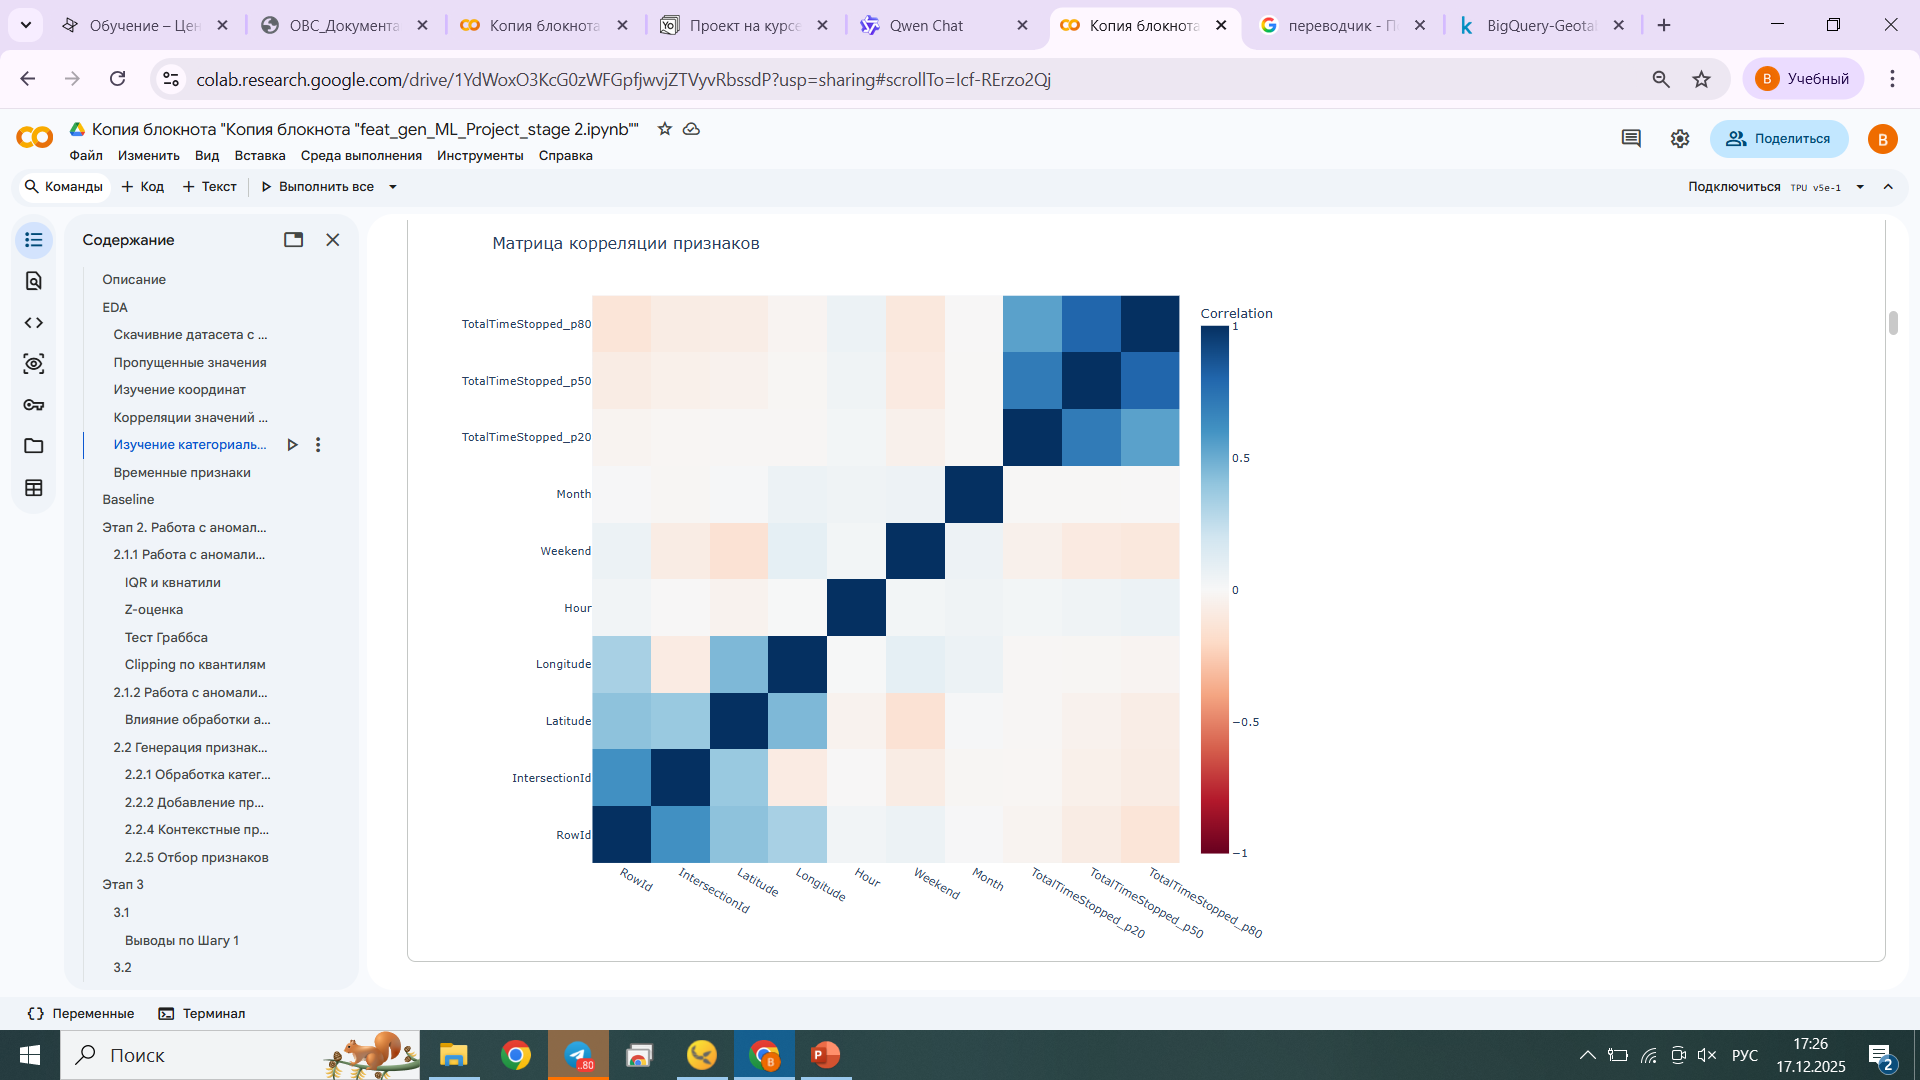 Обучение – Цен
ОВС_Документа
Копия блокнота
Проект на курсе
Qwen Chat
Копия блокнота
переводчик - По
BigQuery-Geotab
colab.research.google.com/drive/1YdWoxO3KcG0zWFGpfjwvjZTVyvRbssdP?usp=sharing#scrollTo=Icf-RErzo2Qj
В Учебный
Копия блокнота "Копия блокнота "feat_gen_ML_Project_stage 2.ipynb""
Файл Изменить Вид Вставка Среда выполнения Инструменты Справка
Поделиться
В
Команды + Код + Текст Выполнить все
Подключиться TPU v5e-1
Содержание
Описание
EDA
Скачивние датасета с ...
Пропущенные значения
Изучение координат
Корреляции значений ...
Изучение категориаль...
Временные признаки
Baseline
Этап 2. Работа с аномал...
2.1.1 Работа с аномали...
IQR и квнатили
Z-оценка
Тест Граббса
Clipping по квантилям
2.1.2 Работа с аномали...
Влияние обработки а...
2.2 Генерация признак...
2.2.1 Обработка катег...
2.2.2 Добавление пр...
2.2.4 Контекстные пр...
2.2.5 Отбор признаков
Этап 3
3.1
Выводы по Шагу 1
3.2
Матрица корреляции признаков
TotalTimeStopped_p80
TotalTimeStopped_p50
TotalTimeStopped_p20
Month
Weekend
Hour
Longitude
Latitude
IntersectionId
RowId
RowId
IntersectionId
Latitude
Longitude
Hour
Weekend
Month
TotalTimeStopped_p20
TotalTimeStopped_p50
TotalTimeStopped_p80
Correlation
1
0.5
0
−0.5
−1
Переменные
Терминал
Поиск
..80
РУС
17:26
17.12.2025
2